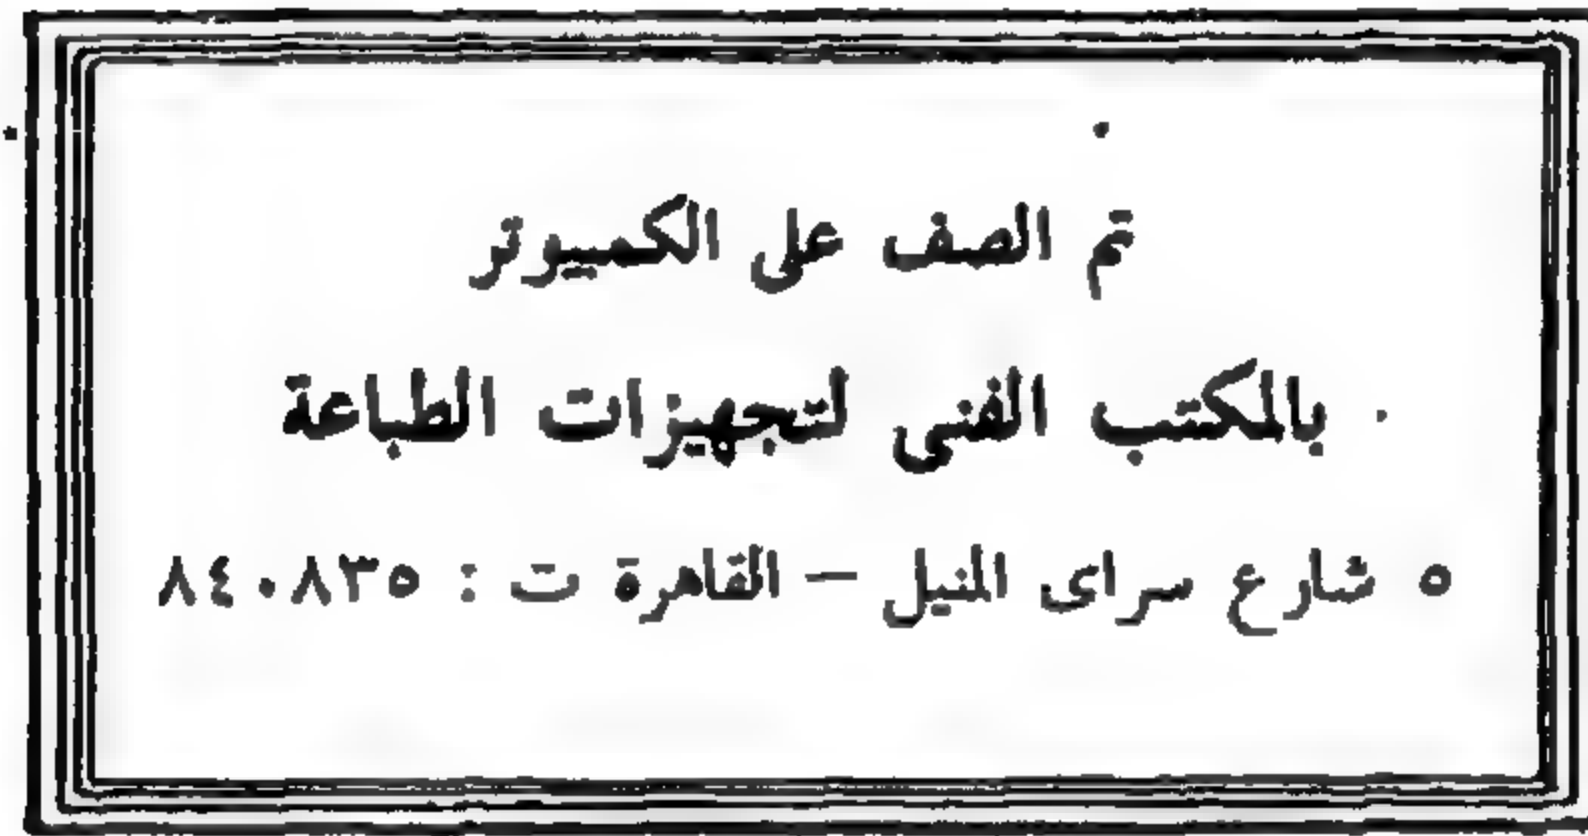 تم الصف على الكمبيوتر
بالمكتب الفنى لتجهيزات الطباعة
٥ شارع سراى المنيل – القاهرة ت : ٨٤٠٨٣٥